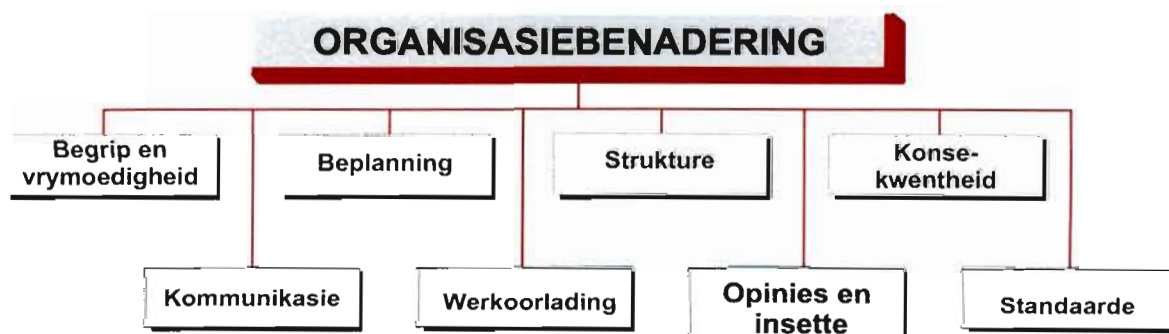 ORGANISASIEBENADERING
Begrip en
vrymoedigheid
Beplanning
Strukture
Konse-
kwentheid
Kommunikasie
Werkoorlading
Opinies en
insette
Standaarde